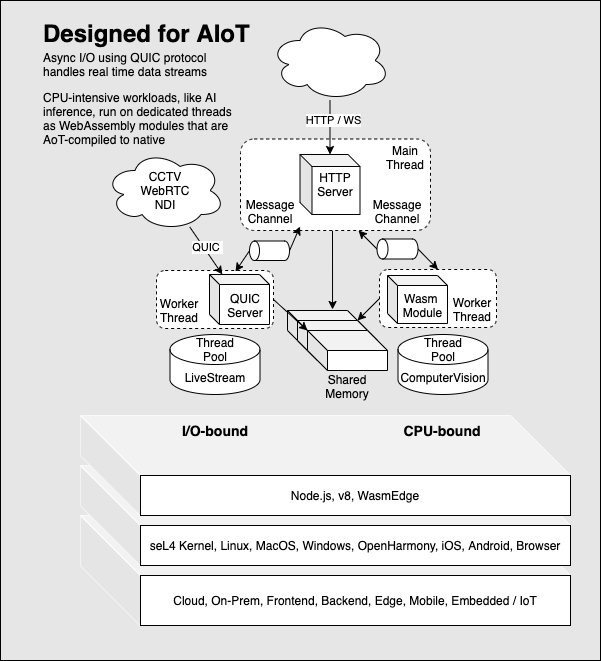 Designed for AIoT
Async I/O using QUIC protocol
handles real time data streams
CPU-intensive workloads, like AI
inference, run on dedicated threads
as WebAssembly modules that are
AoT-compiled to native
HTTP / WS
Main
Thread
HTTP
Server
CCTV
WebRTC
NDI
Message
Channel
Message
Channel
QUIC
Worker
Thread
QUIC
Server
Wasm
Module
Worker
Thread
Thread
Pool
LiveStream
Shared
Memory
Thread
Pool
ComputerVision
I/O-bound
CPU-bound
Node.js, v8, WasmEdge
seL4 Kernel, Linux, MacOS, Windows, OpenHarmony, iOS, Android, Browser
Cloud, On-Prem, Frontend, Backend, Edge, Mobile, Embedded / IoT